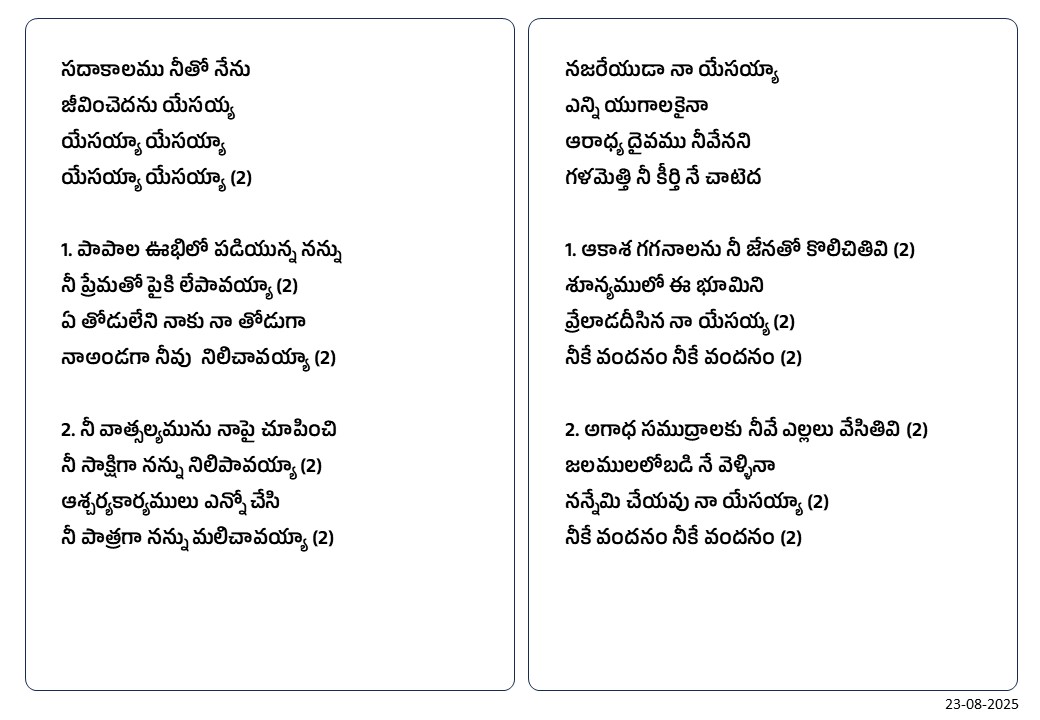 సదాకాలము నీతో నేను
జీవించెదను యేసయ్య
యేసయ్యా యేసయ్యా
యేసయ్యా యేసయ్యా (2)
1. పాపాల ఊభిలో పడియున్న నన్ను
నీ ప్రేమతో పైకి లేపావయ్యా (2)
ఏ తోడులేని నాకు నా తోడుగా
నాఅండగా నీవు నిలిచావయ్యా (2)
2. నీ వాత్సల్యమును నాపై చూపించి
నీ సాక్షిగా నన్ను నిలిపావయ్యా (2)
ఆశ్చర్యకార్యములు ఎన్నో చేసి
నీ పాత్రగా నన్ను మలిచావయ్యా (2)
నజరేయుడా నా యేసయ్యా
ఎన్ని యుగాలకైనా
ఆరాధ్య దైవము నీవేనని
గళమెత్తి నీ కీర్తి నే చాటెద
1. ఆకాశ గగనాలను నీ జేనతో కొలిచితివి (2)
శూన్యములో ఈ భూమిని
వ్రేలాడదీసిన నా యేసయ్య (2)
నీకే వందనం నీకే వందనం (2)
2. అగాధ సముద్రాలకు నీవే ఎల్లలు వేసితివి (2)
జలములలోబడి నే వెళ్ళినా
నన్నేమి చేయవు నా యేసయ్యా (2)
నీకే వందనం నీకే వందనం (2)
23-08-2025